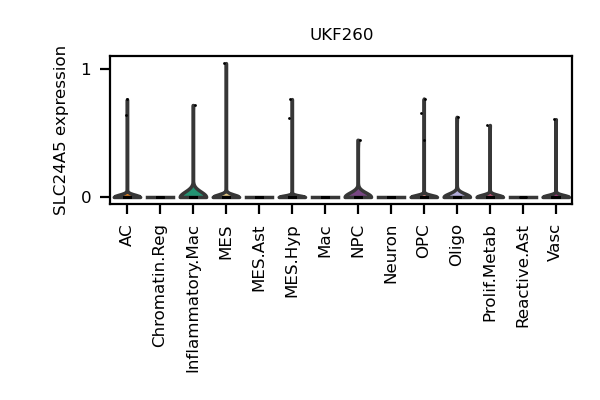 UKF260
SLC24A5 expression
1
0
AC
Chromatin.Reg
Inflammatory.Mac
MES
MES.Ast
MES.Hyp
Mac
NPC
Neuron
OPC
Oligo
Prolif.Metab
Reactive.Ast
Vasc